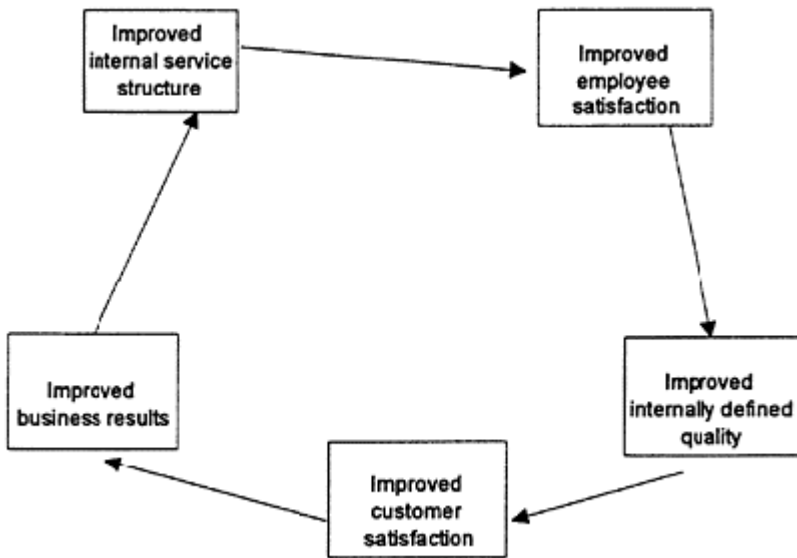 Improved
internal service
structure
Improved
employee
satisfaction
Improved
internally defined
quality
Improved
customer
satisfaction
Improved
business results